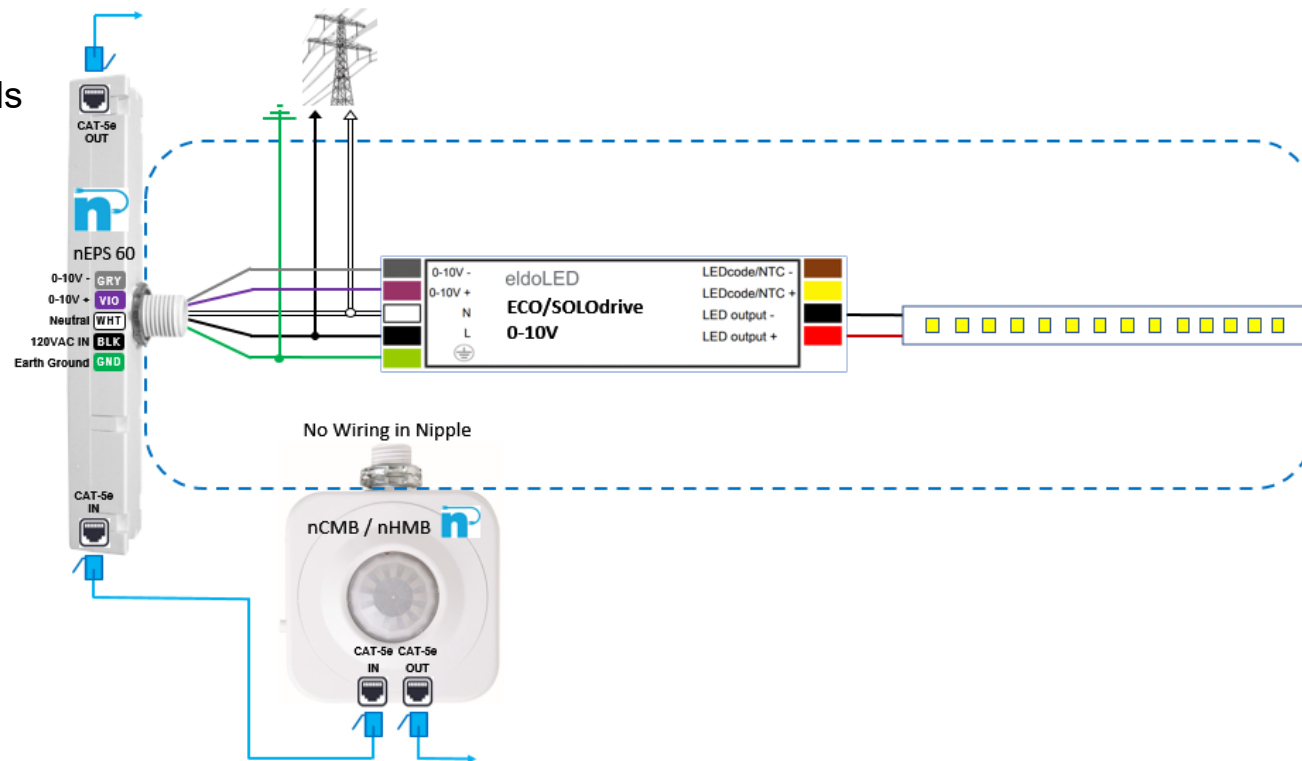 ls
CAT-5e
OUT
n
nEPS 60
0-10V - GRY
0-10V + VIO
Neutral WHT
120VAC IN BLK
Earth Ground GND
CAT-5e
IN
0-10V -
0-10V +
N
L
eldoLED
ECO/SOLOdrive
0-10V
LEDcode/NTC -
LEDcode/NTC +
LED output -
LED output +
No Wiring in Nipple
nCMB / nHMB n
CAT-5e CAT-5e
IN OUT